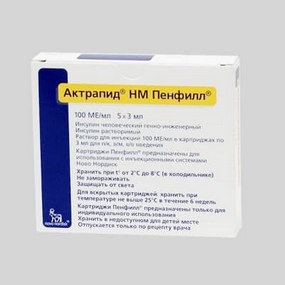 Актрапид® НМ Пенфилл®
100 МЕ/мл 5×3 мл
Инсулин человеческий генно-инженерный
Инсулин растворимый
Раствор для инъекций 100 МЕ/мл в картриджах по
3 мл для п/к, в/м, в/в введения
Картриджи Пенфилл® предназначены для
использования с инъекционными системами
Ново Нордиск
Хранить при t° от 2°C до 8°C (в холодильнике)
Не замораживать
Защищать от света
Для вскрытых картриджей: хранить при
температуре не выше 25°C в течение 6 недель
Картриджи Пенфилл® предназначены только для
индивидуального использования
Хранить в недоступном для детей месте
Отпускается только по рецепту врача
novo nordisk